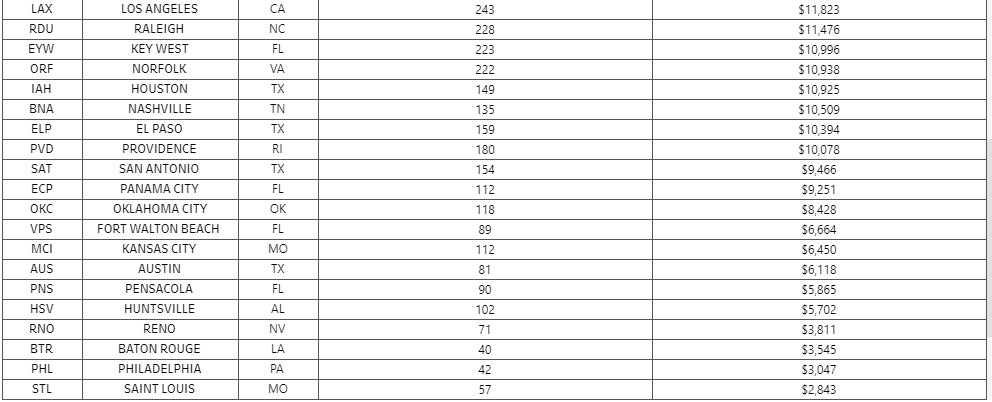 LAX LOS ANGELES CA 243 $11,823
RDU RALEIGH NC 228 $11,476
EYW KEY WEST FL 223 $10,996
ORF NORFOLK VA 222 $10,938
IAH HOUSTON TX 149 $10,925
BNA NASHVILLE TN 135 $10,509
ELP EL PASO TX 159 $10,394
PVD PROVIDENCE RI 180 $10,078
SAT SAN ANTONIO TX 154 $9,466
ECP PANAMA CITY FL 112 $9,251
OKC OKLAHOMA CITY OK 118 $8,428
VPS FORT WALTON BEACH FL 89 $6,664
MCI KANSAS CITY MO 112 $6,450
AUS AUSTIN TX 81 $6,118
PNS PENSACOLA FL 90 $5,865
HSV HUNTSVILLE AL 102 $5,702
RNO RENO NV 71 $3,811
BTR BATON ROUGE LA 40 $3,545
PHL PHILADELPHIA PA 42 $3,047
STL SAINT LOUIS MO 57 $2,843